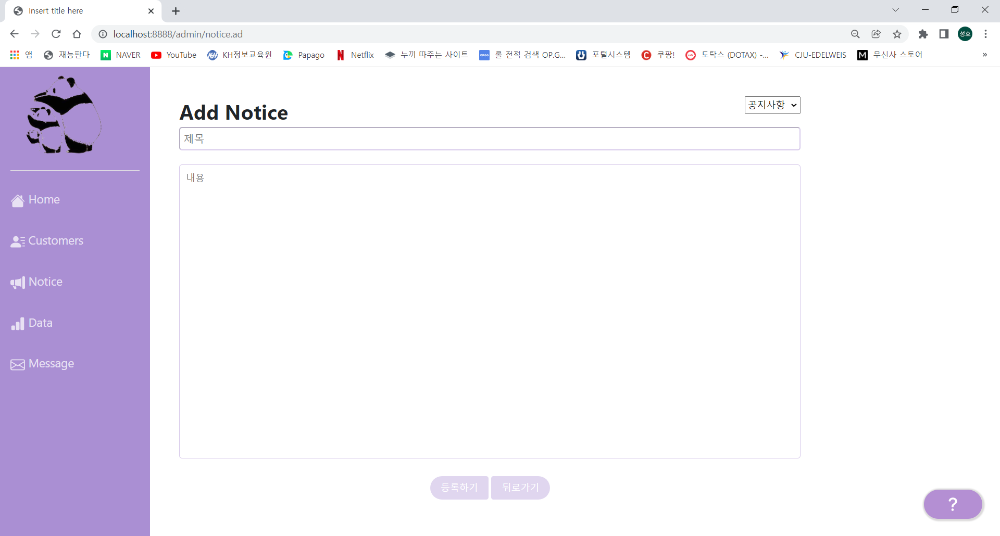 Insert title here
localhost:8888/admin/notice.ad
성호
앱 재능판다 NAVER YouTube KH정보교육원 Papago Netflix 누끼 따주는 사이트 OP.GG 롤 전적 검색 OP.G... 포털시스템 쿠팡! 도탁스 (DOTAX) -... CJU-EDELWEIS M 무신사 스토어 »
공지사항
Add Notice
제목
내용
Home
Customers
Notice
Data
Message
등록하기 뒤로가기
?